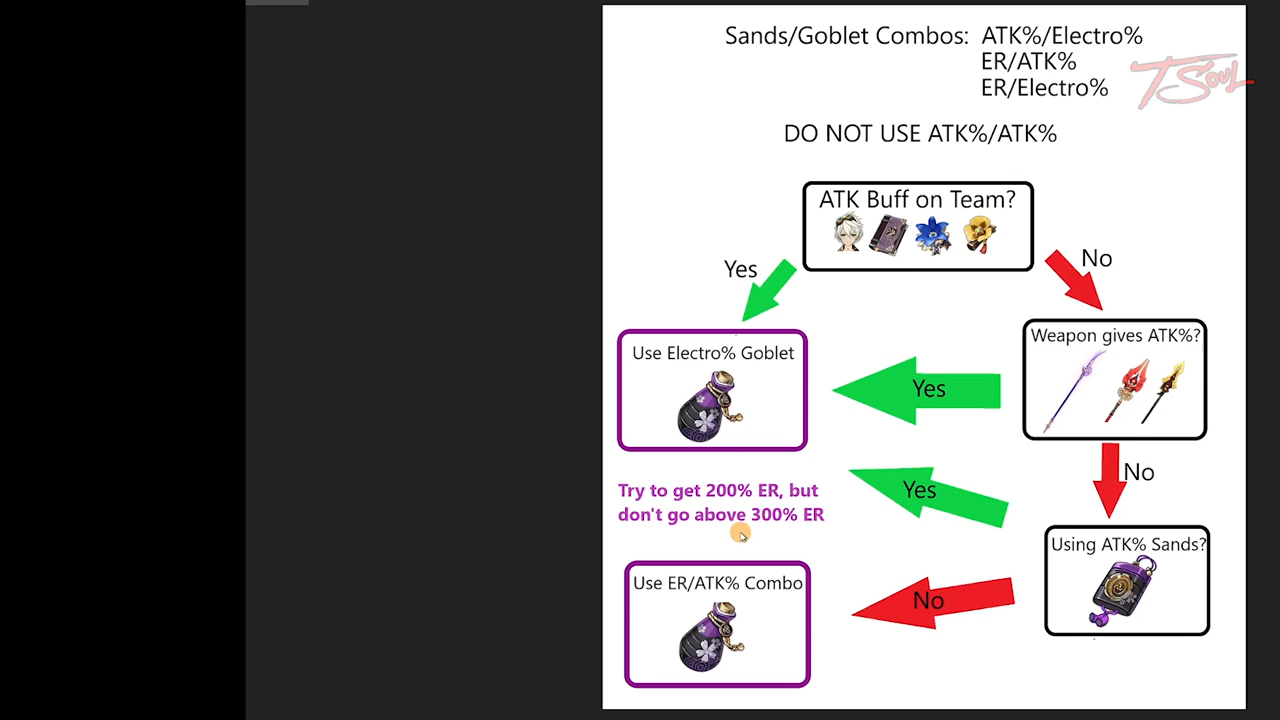 Sands/Goblet Combos: ATK%/Electro%
ER/ATK%
ER/Electro%
TSOUL
DO NOT USE ATK%/ATK%
ATK Buff on Team?
Yes
No
Weapon gives ATK%?
Use Electro% Goblet
Yes
No
Yes
Try to get 200% ER, but
don't go above 300% ER
Using ATK% Sands?
Use ER/ATK% Combo
No